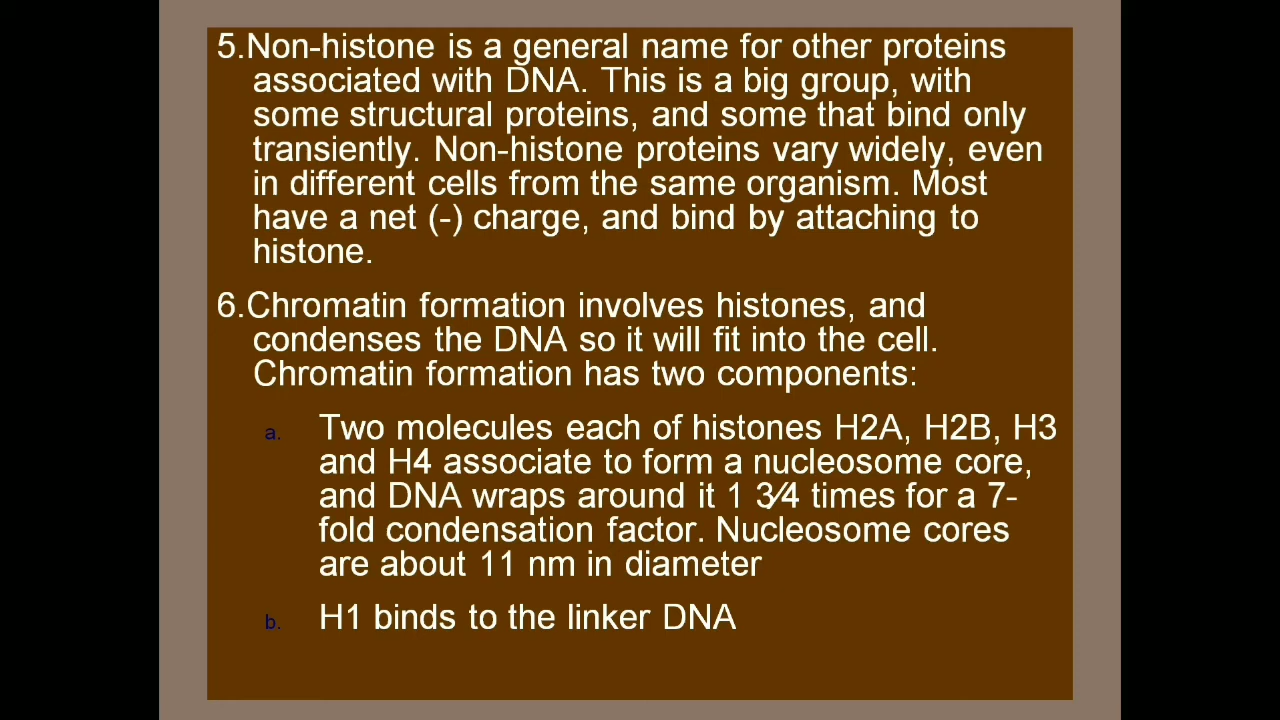 5.Non-histone is a general name for other proteins
associated with DNA. This is a big group, with
some structural proteins, and some that bind only
transiently. Non-histone proteins vary widely, even
in different cells from the same organism. Most
have a net (-) charge, and bind by attaching to
histone.
6.Chromatin formation involves histones, and
condenses the DNA so it will fit into the cell.
Chromatin formation has two components:
a. Two molecules each of histones H2A, H2B, H3
and H4 associate to form a nucleosome core,
and DNA wraps around it 1 3⁄4 times for a 7-
fold condensation factor. Nucleosome cores
are about 11 nm in diameter
b. H1 binds to the linker DNA